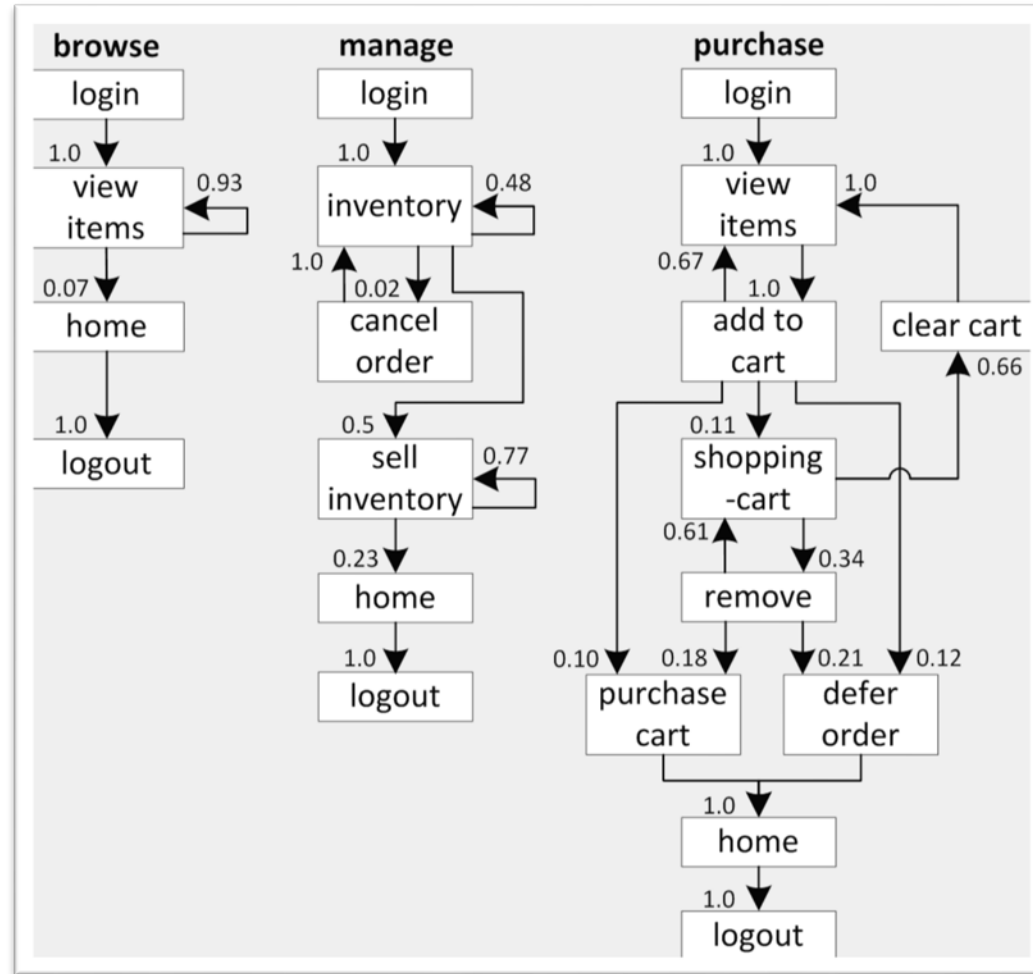 browse
login
1.0
view
items
0.93
0.07
home
1.0
logout
manage
login
1.0
inventory
0.48
1.0
0.02
cancel
order
0.5
sell
inventory
0.77
0.23
home
1.0
logout
purchase
login
1.0
view
items
1.0
0.67
1.0
add to
cart
clear cart
0.66
0.11
shopping
-cart
0.61
0.34
remove
0.10
0.18
0.21
0.12
purchase
cart
defer
order
1.0
home
1.0
logout